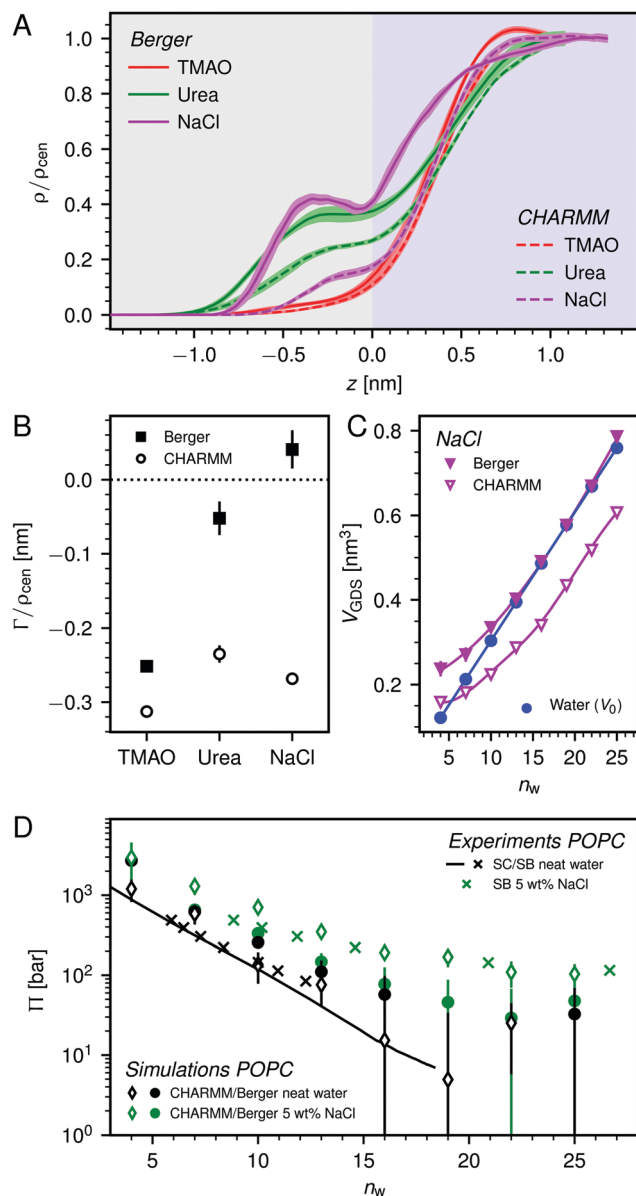 A
Berger
TMAO
Urea
NaCl
CHARMM
TMAO
Urea
NaCl
ρ/ρcen
1.0
0.8
0.6
0.4
0.2
0.0
−1.0
−0.5
0.0
0.5
1.0
z [nm]
B
Berger
CHARMM
Γ/ρcen [nm]
0.0
−0.1
−0.2
−0.3
TMAO
Urea
NaCl
C
NaCl
Berger
CHARMM
Water (V0)
VGDS [nm³]
0.8
0.6
0.4
0.2
5
10
15
20
25
nw
D
Experiments POPC
SC/SB neat water
SB 5 wt% NaCl
Simulations POPC
CHARMM/Berger neat water
CHARMM/Berger 5 wt% NaCl
Π [bar]
10³
10²
10¹
10⁰
5
10
15
20
25
nw